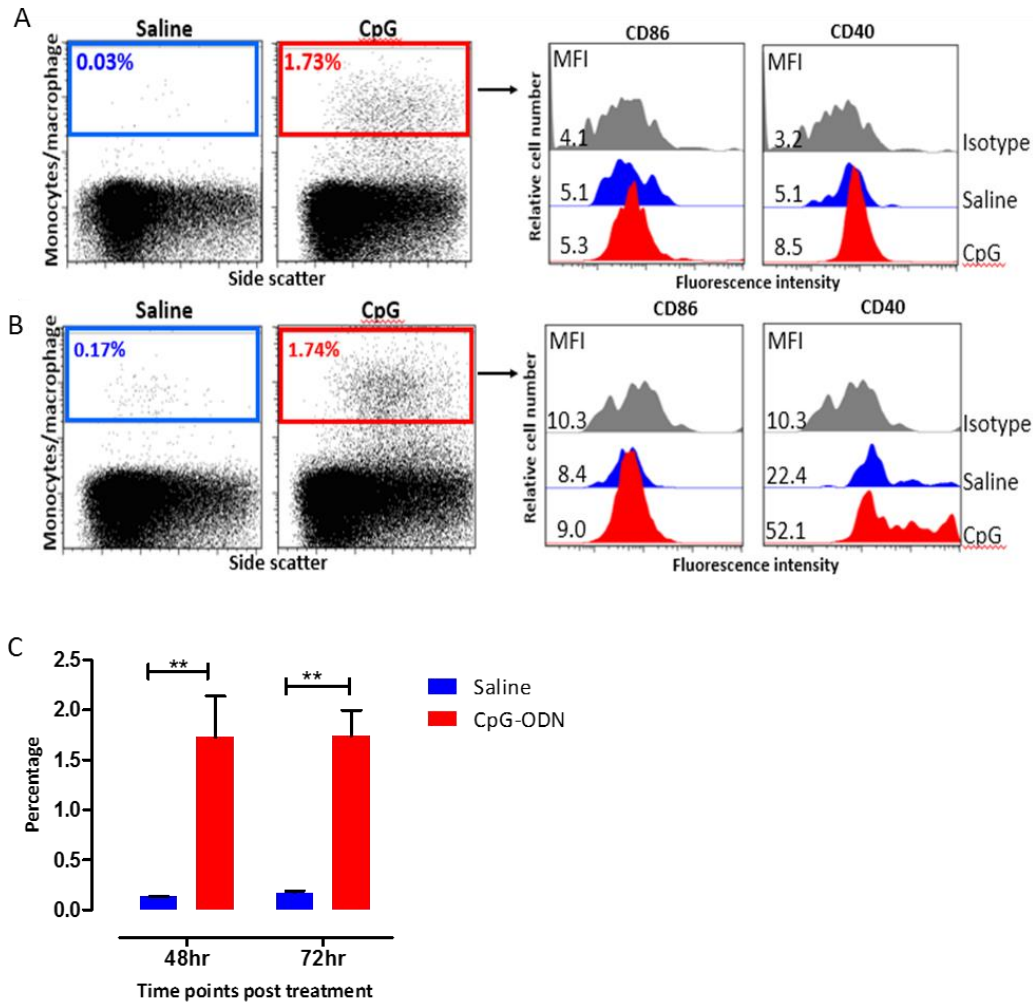 A
Saline
CpG
Monocytes/macrophage
0.03%
1.73%
Side scatter
CD86
CD40
Relative cell number
MFI
MFI
4.1
3.2
Isotype
5.1
5.1
Saline
5.3
8.5
CpG
Fluorescence intensity
B
Saline
CpG
Monocytes/macrophage
0.17%
1.74%
Side scatter
CD86
CD40
Relative cell number
MFI
MFI
10.3
10.3
Isotype
8.4
22.4
Saline
9.0
52.1
CpG
Fluorescence intensity
C
Percentage
2.5
2.0
1.5
1.0
0.5
0.0
**
**
Saline
CpG-ODN
48hr
72hr
Time points post treatment